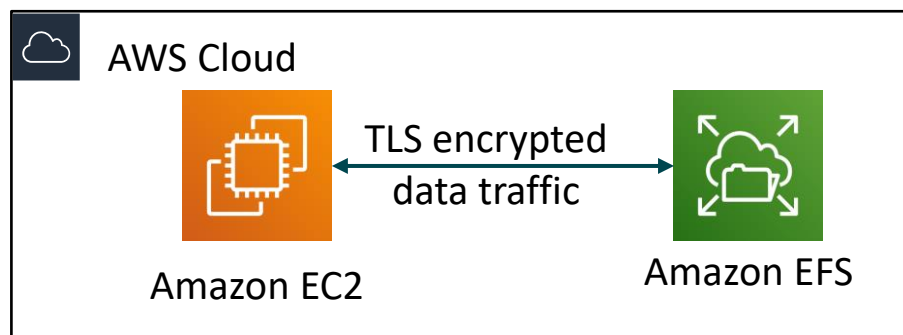 AWS Cloud
TLS encrypted
data traffic
Amazon EC2
Amazon EFS